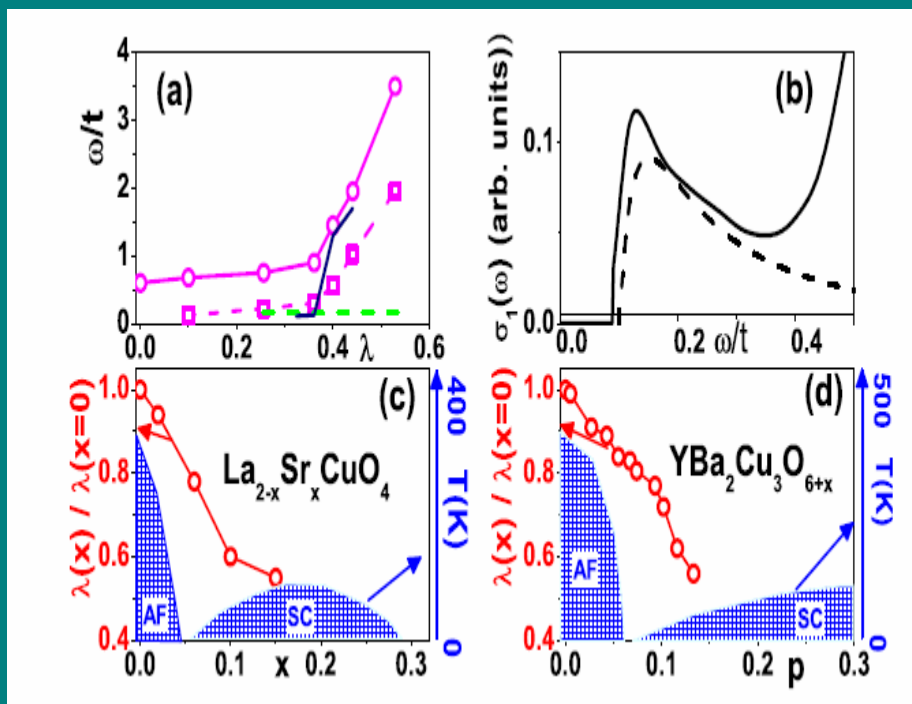 (a)
ω/t
4
3
2
1
0
0.0 0.2 0.4 λ 0.6
(b)
σ₁(ω) (arb. units))
0.1
0.0
0.0 0.2 ω/t 0.4
(c)
λ(x) / λ(x=0)
1.0
0.8
0.6
0.4
La₂₋ₓSrₓCuO₄
AF
SC
400
T(K)
0
0.0 0.1 x 0.2 0.3
(d)
λ(x) / λ(x=0)
1.0
0.8
0.6
0.4
YBa₂Cu₃O₆₊ₓ
AF
SC
500
T(K)
0
0.0 0.1 p 0.2 0.3